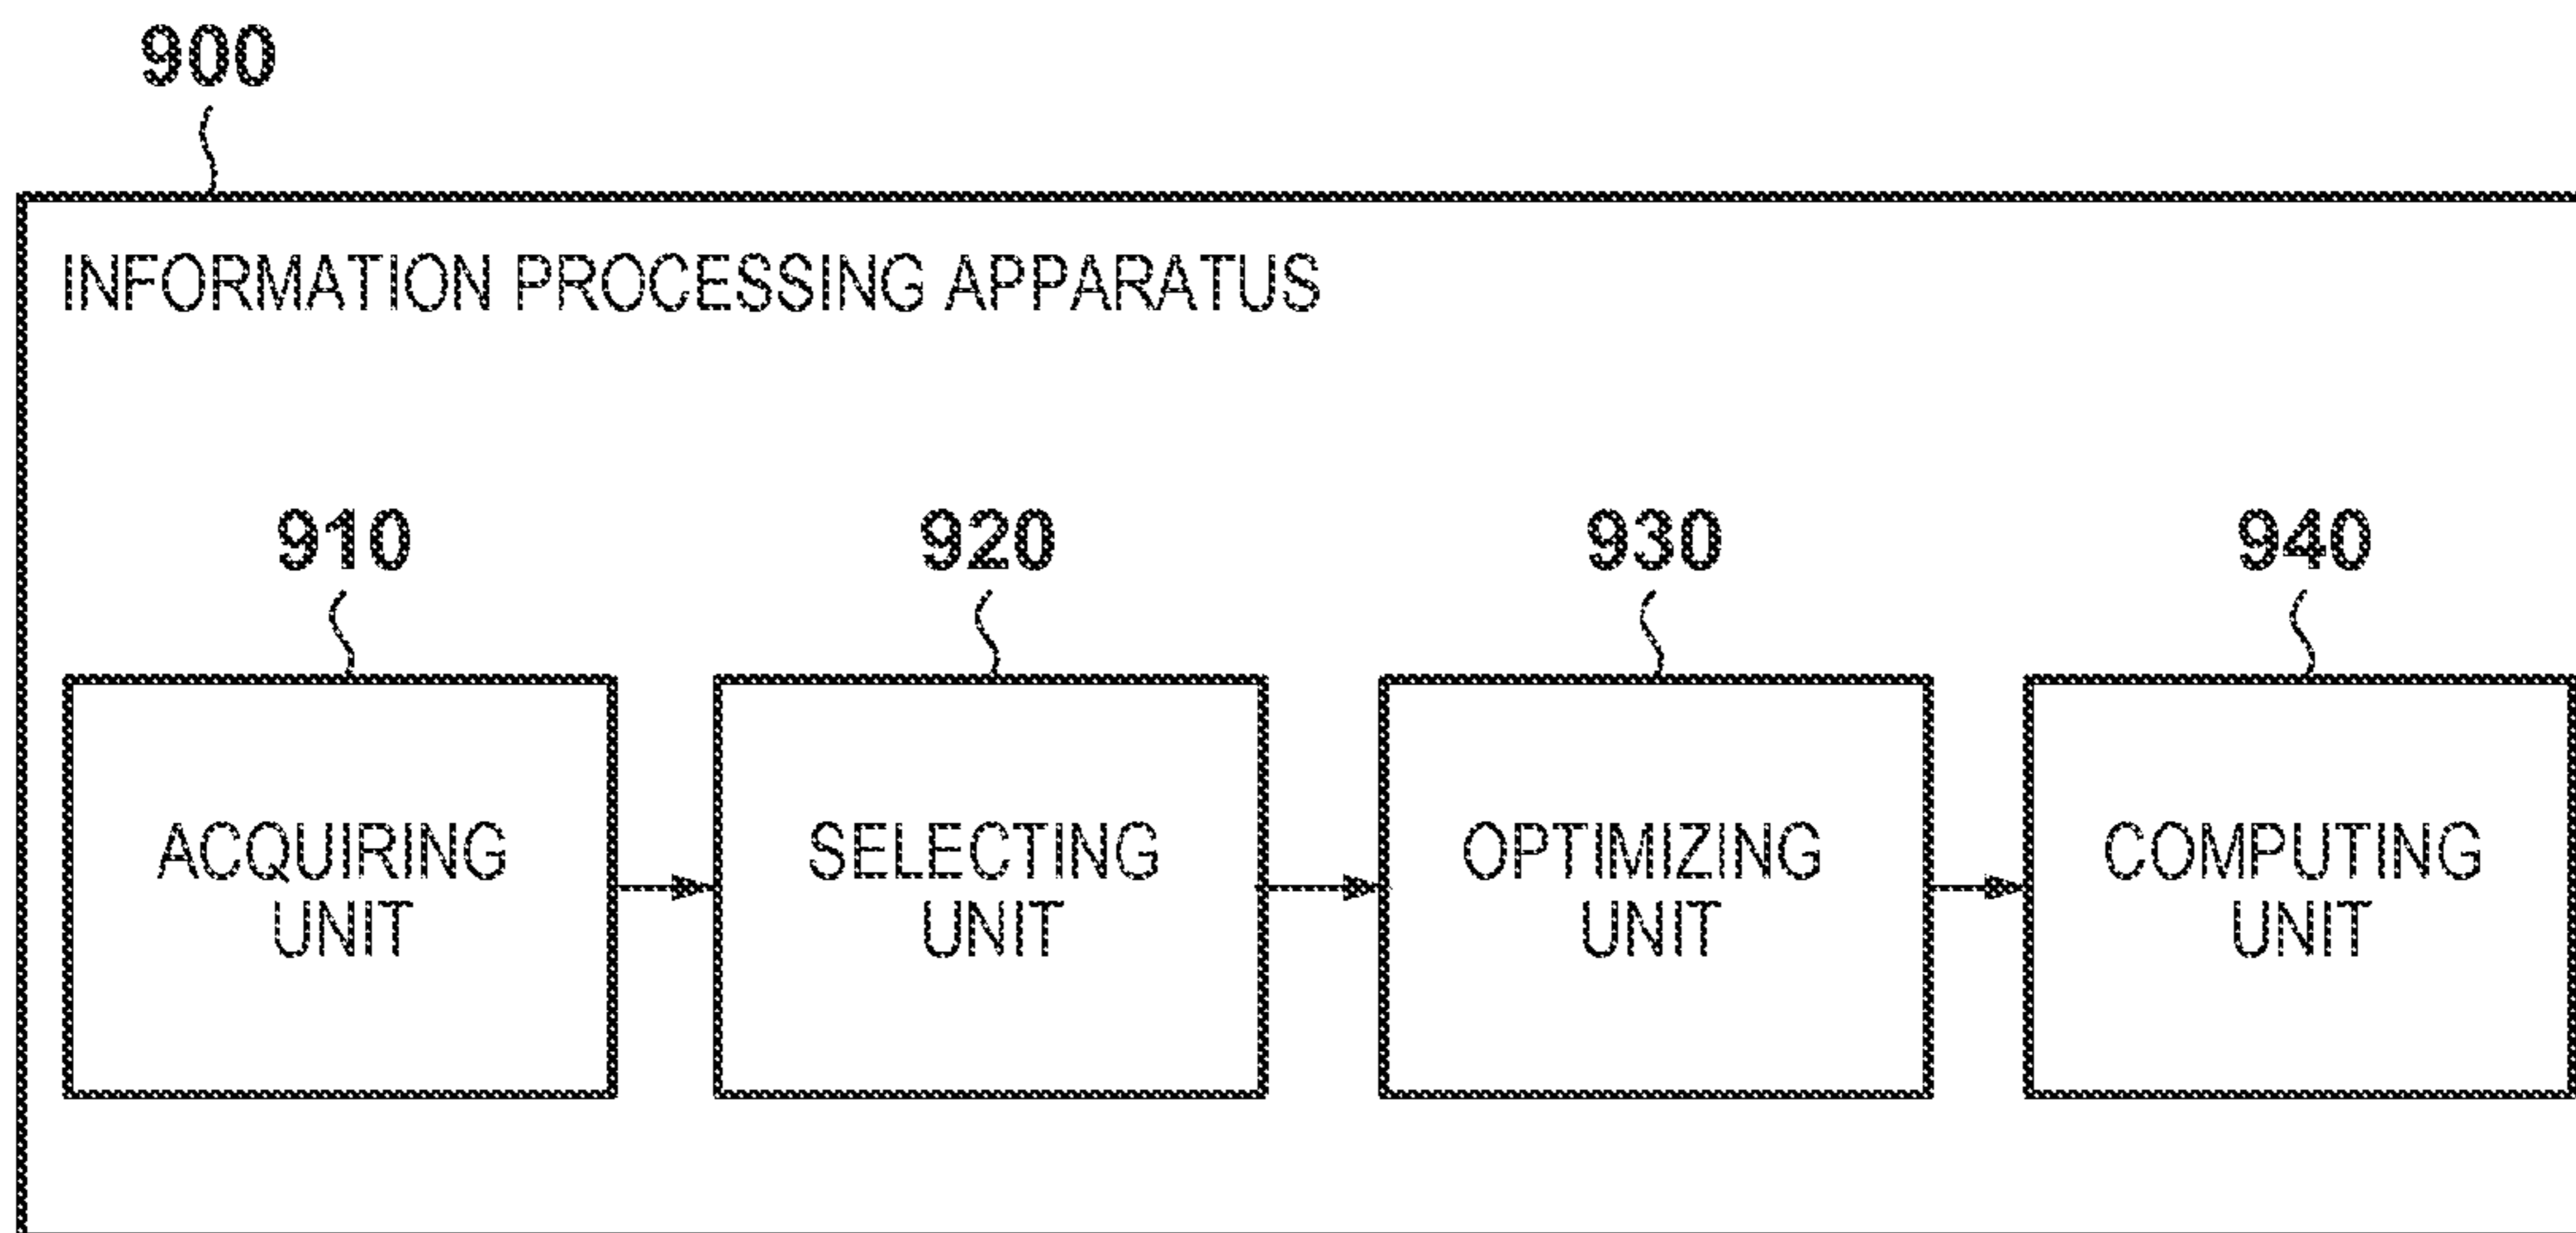 900
INFORMATION PROCESSING APPARATUS
910 920 930 940
ACQUIRING UNIT
SELECTING UNIT
OPTIMIZING UNIT
COMPUTING UNIT